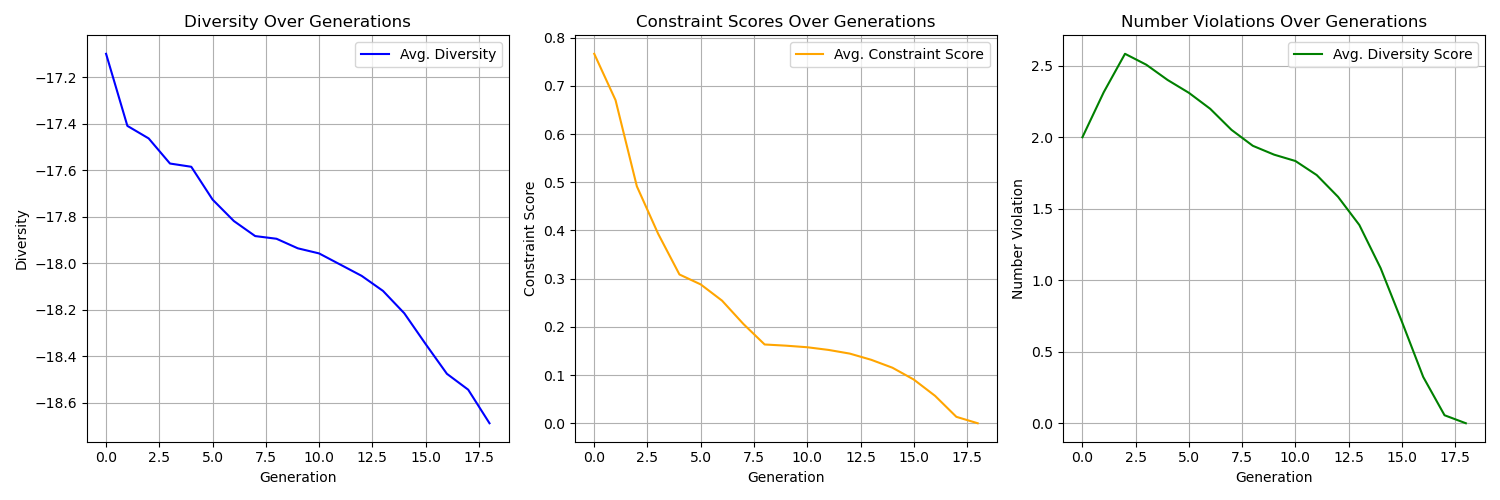 Diversity Over Generations
Avg. Diversity
−17.2
−17.4
−17.6
−17.8
−18.0
−18.2
−18.4
−18.6
Diversity
0.0 2.5 5.0 7.5 10.0 12.5 15.0 17.5
Generation
Constraint Scores Over Generations
Avg. Constraint Score
0.8
0.7
0.6
0.5
0.4
0.3
0.2
0.1
0.0
Constraint Score
0.0 2.5 5.0 7.5 10.0 12.5 15.0 17.5
Generation
Number Violations Over Generations
Avg. Diversity Score
2.5
2.0
1.5
1.0
0.5
0.0
Number Violation
0.0 2.5 5.0 7.5 10.0 12.5 15.0 17.5
Generation